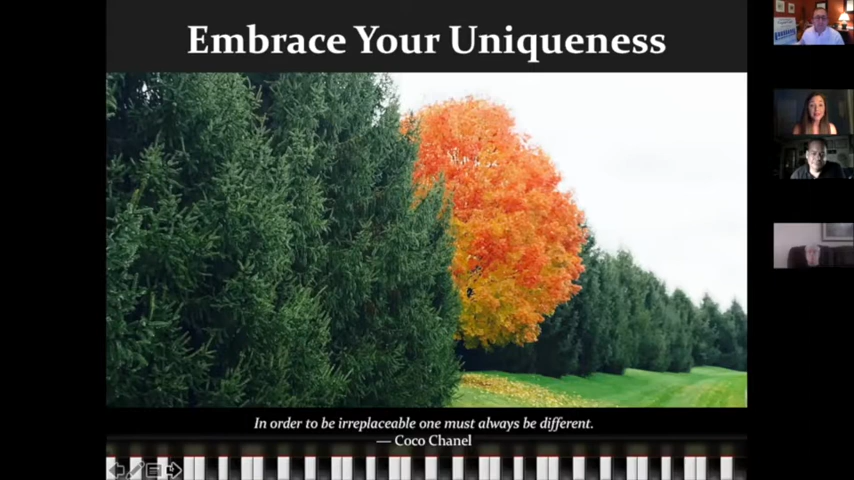 Embrace Your Uniqueness
In order to be irreplaceable one must always be different.
— Coco Chanel